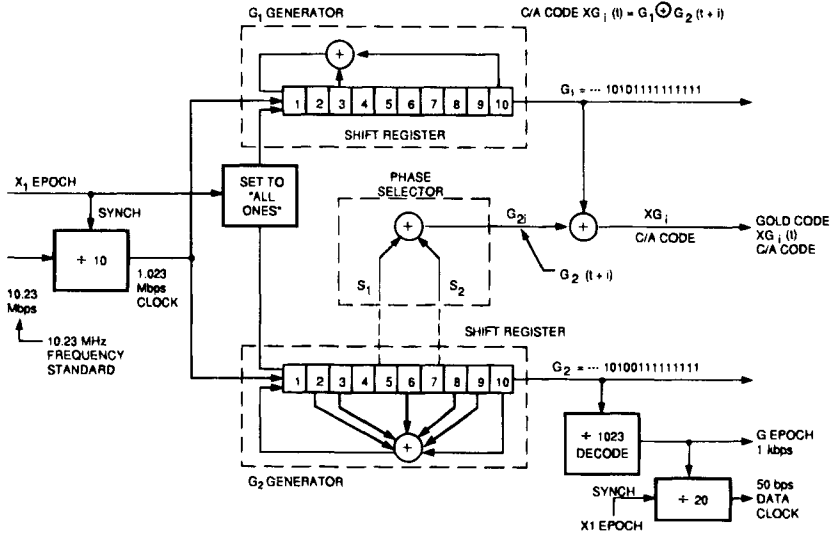 G1 GENERATOR
C/A CODE XGi (t) = G1 ⊕ G2 (t + i)
+
1 2 3 4 5 6 7 8 9 10
G1 = ··· 10101111111111
SHIFT REGISTER
X1 EPOCH
SYNCH
SET TO
"ALL
ONES"
PHASE
SELECTOR
+
G2i
+
XGi
C/A CODE
GOLD CODE
XGi (t)
C/A CODE
÷ 10
1.023
Mbps
CLOCK
S1
S2
G2 (t + i)
10.23
Mbps
10.23 MHz
FREQUENCY
STANDARD
SHIFT REGISTER
1 2 3 4 5 6 7 8 9 10
G2 = ··· 10100111111111
+
G2 GENERATOR
÷ 1023
DECODE
G EPOCH
1 kbps
SYNCH
X1 EPOCH
÷ 20
50 bps
DATA
CLOCK